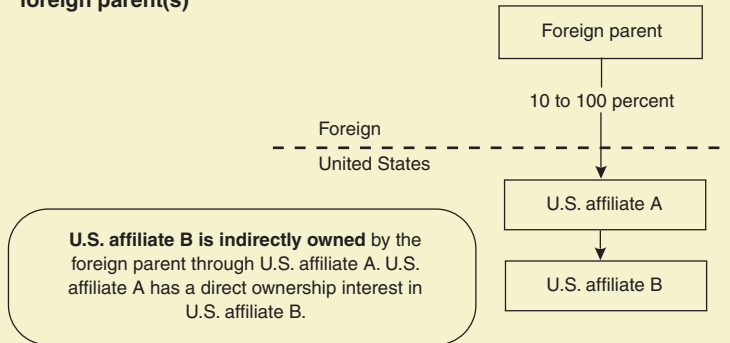 foreign parent(s)
Foreign parent
10 to 100 percent
Foreign
United States
U.S. affiliate A
U.S. affiliate B is indirectly owned by the
foreign parent through U.S. affiliate A. U.S.
affiliate A has a direct ownership interest in
U.S. affiliate B.
U.S. affiliate B